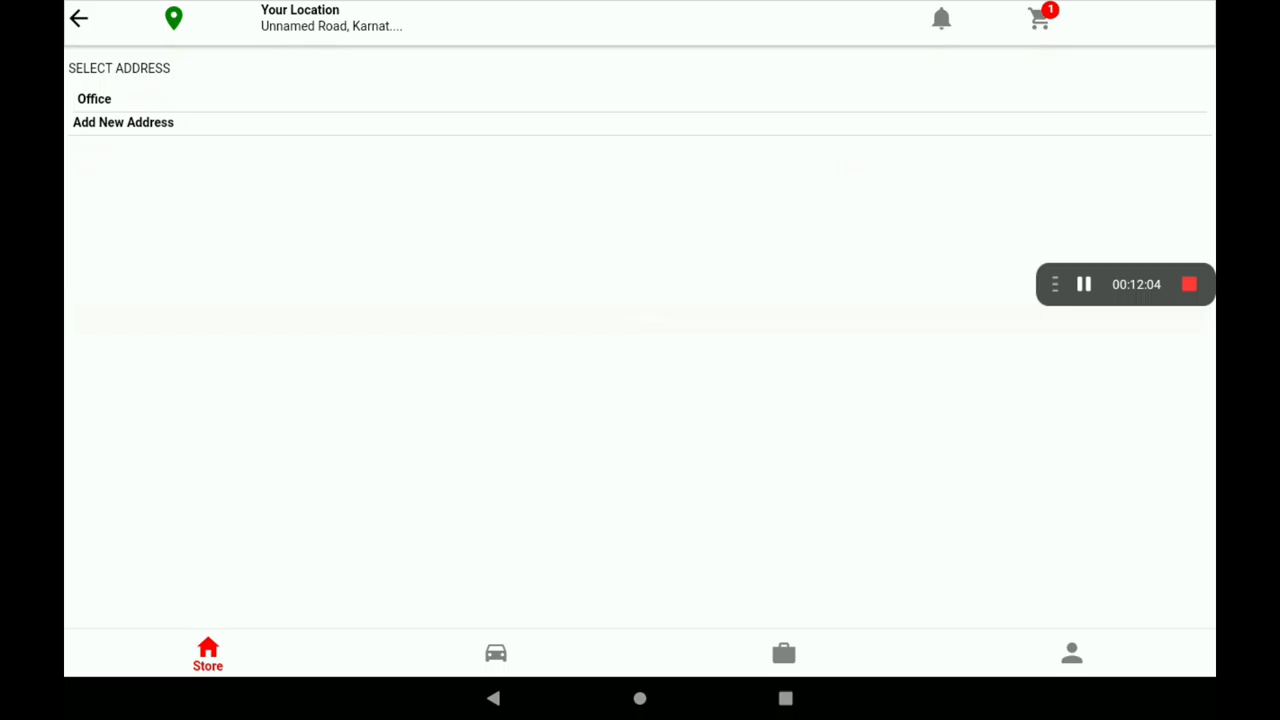 Your Location
Unnamed Road, Karnat....
1
SELECT ADDRESS
Office
Add New Address
00:12:04
Store